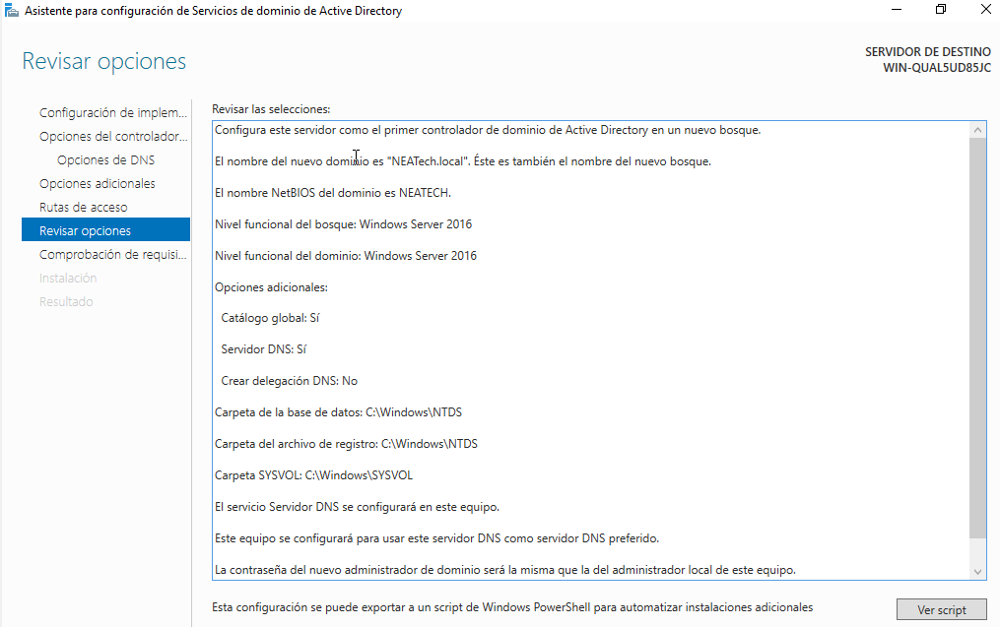 Asistente para configuración de Servicios de dominio de Active Directory
Revisar opciones
SERVIDOR DE DESTINO
WIN-QUAL5UD85JC
Configuración de implem...
Opciones del controlador...
Opciones de DNS
Opciones adicionales
Rutas de acceso
Revisar opciones
Comprobación de requisi...
Instalación
Resultado
Revisar las selecciones:
Configura este servidor como el primer controlador de dominio de Active Directory en un nuevo bosque.
El nombre del nuevo dominio es "NEATech.local". Éste es también el nombre del nuevo bosque.
El nombre NetBIOS del dominio es NEATECH.
Nivel funcional del bosque: Windows Server 2016
Nivel funcional del dominio: Windows Server 2016
Opciones adicionales:
Catálogo global: Sí
Servidor DNS: Sí
Crear delegación DNS: No
Carpeta de la base de datos: C:\Windows\NTDS
Carpeta del archivo de registro: C:\Windows\NTDS
Carpeta SYSVOL: C:\Windows\SYSVOL
El servicio Servidor DNS se configurará en este equipo.
Este equipo se configurará para usar este servidor DNS como servidor DNS preferido.
La contraseña del nuevo administrador de dominio será la misma que la del administrador local de este equipo.
Esta configuración se puede exportar a un script de Windows PowerShell para automatizar instalaciones adicionales
Ver script